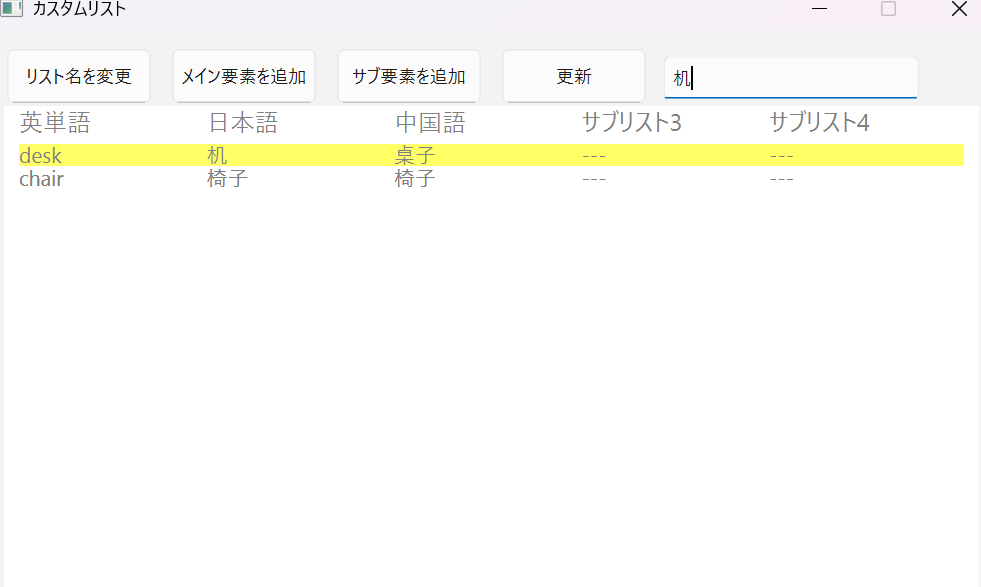 カスタムリスト
リスト名を変更 メイン要素を追加 サブ要素を追加 更新 机
英単語 日本語 中国語 サブリスト3 サブリスト4
desk 机 桌子 --- ---
chair 椅子 椅子 --- ---